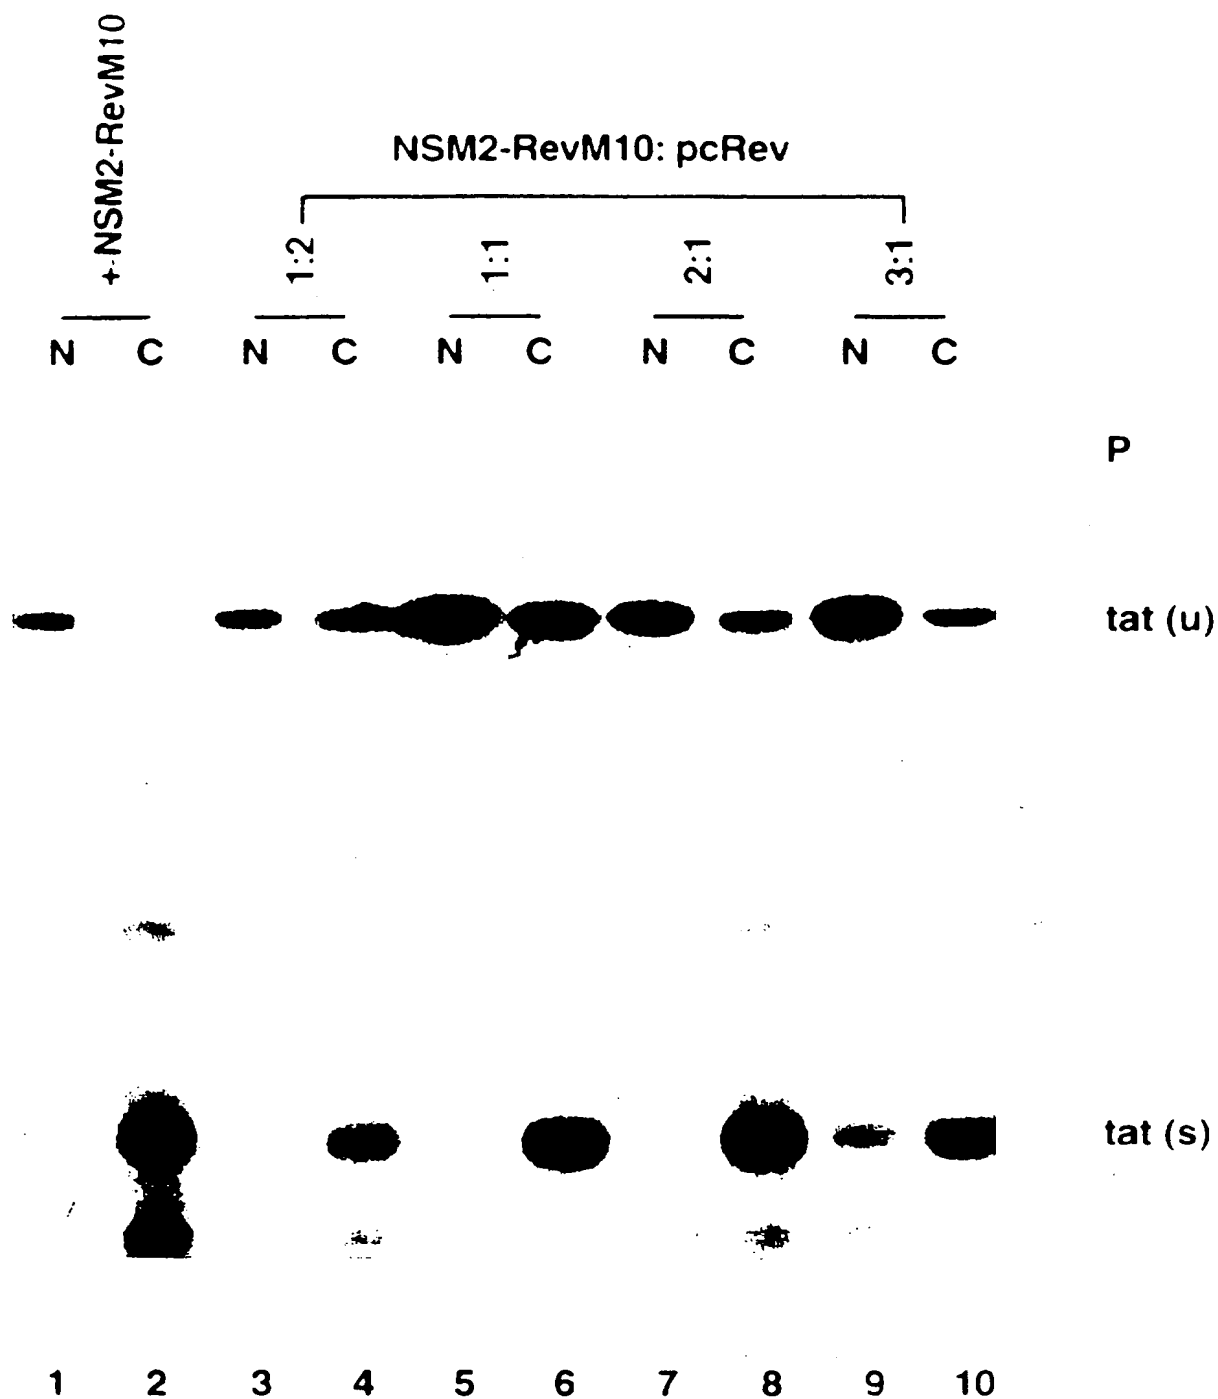 +-NSM2-RevM10
NSM2-RevM10: pcRev
1:2 1:1 2:1 3:1
N C N C N C N C N C
P
tat (u)
tat (s)
1 2 3 4 5 6 7 8 9 10